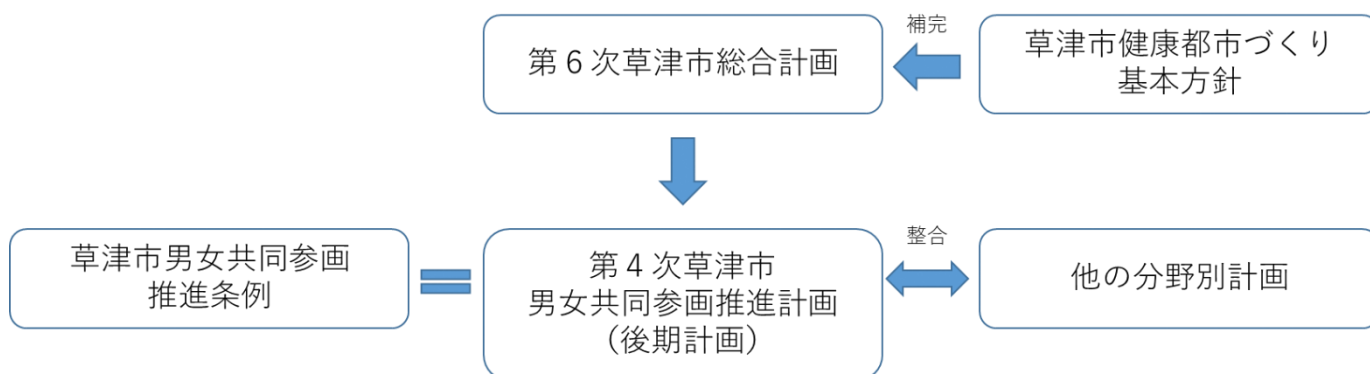 補完
第6次草津市総合計画
草津市健康都市づくり
基本方針
草津市男女共同参画
推進条例
第4次草津市
男女共同参画推進計画
(後期計画)
整合
他の分野別計画